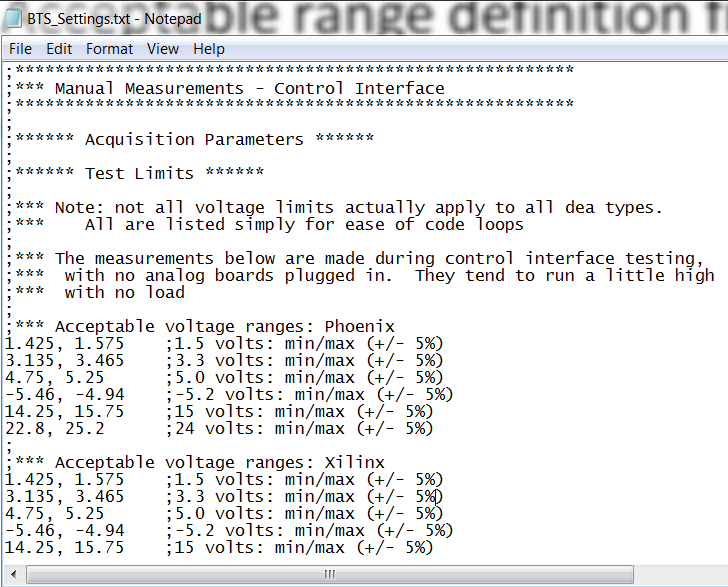 Acceptable range definition f
BTS_Settings.txt - Notepad
File Edit Format View Help
;********************************************************
;*** Manual Measurements - Control Interface
;********************************************************
;
;****** Acquisition Parameters ******
;
;****** Test Limits ******
;
;*** Note: not all voltage limits actually apply to all dea types.
;***    All are listed simply for ease of code loops
;
;*** The measurements below are made during control interface testing,
;***  with no analog boards plugged in.  They tend to run a little high
;***  with no load
;
;*** Acceptable voltage ranges: Phoenix
1.425, 1.575    ;1.5 volts: min/max (+/- 5%)
3.135, 3.465    ;3.3 volts: min/max (+/- 5%)
4.75, 5.25      ;5.0 volts: min/max (+/- 5%)
-5.46, -4.94    ;-5.2 volts: min/max (+/- 5%)
14.25, 15.75    ;15 volts: min/max (+/- 5%)
22.8, 25.2      ;24 volts: min/max (+/- 5%)
;
;*** Acceptable voltage ranges: Xilinx
1.425, 1.575    ;1.5 volts: min/max (+/- 5%)
3.135, 3.465    ;3.3 volts: min/max (+/- 5%)
4.75, 5.25      ;5.0 volts: min/max (+/- 5%)
-5.46, -4.94    ;-5.2 volts: min/max (+/- 5%)
14.25, 15.75    ;15 volts: min/max (+/- 5%)